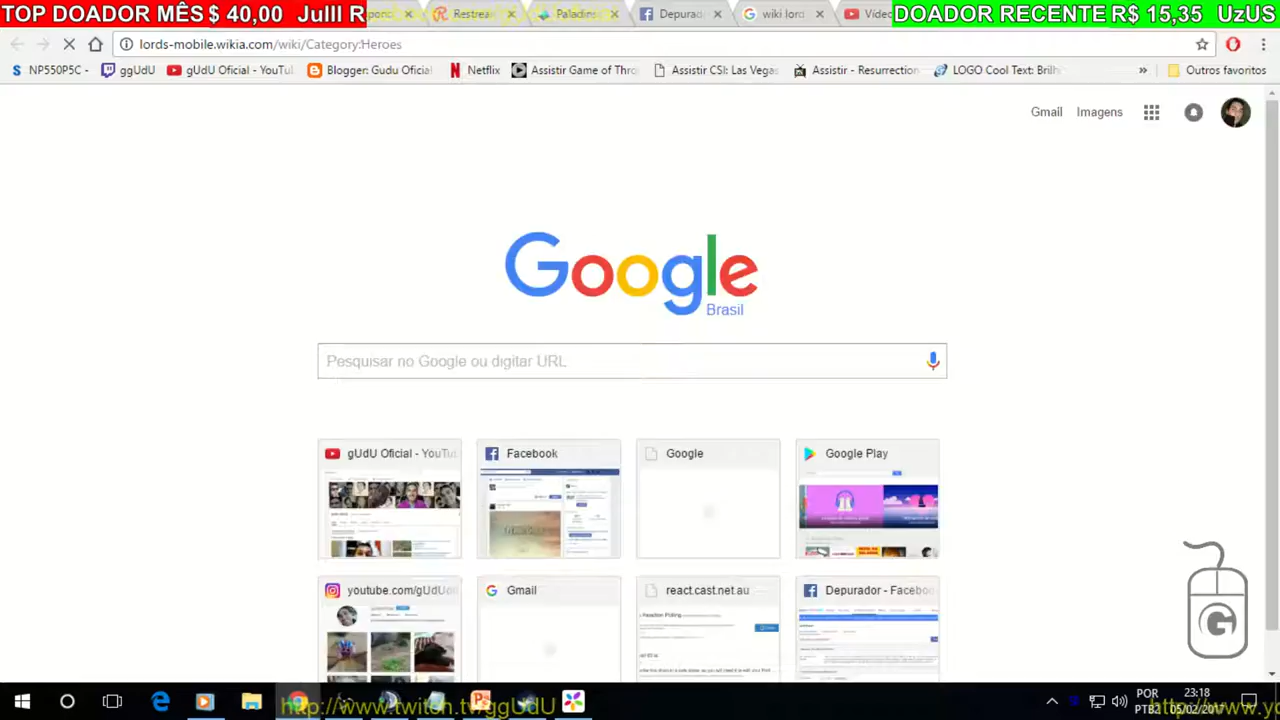 TOP DOADOR MÊS $ 40,00 Julll R
Restrea
Paladins
Depurad
wiki.lord
Vídeo
DOADOR RECENTE R$ 15,35 UzUS
lords-mobile.wikia.com/wiki/Category:Heroes
NP550P5C -
ggUdU
gUdU Oficial - YouTu
Blogger: Gudu Oficial
Netflix
Assistir Game of Thro
Assistir CSI: Las Vegas
Assistir - Resurrection
LOGO Cool Text: Brilh
»
Outros favoritos
Gmail
Imagens
Google
Brasil
Pesquisar no Google ou digitar URL
gUdU Oficial - YouTu
Facebook
Google
Google Play
youtube.com/gUdUo
Gmail
react.cast.net.au
Depurador - Facebo
G
http://www.twitch.tv/ggUdU
POR
PTB2
23:18
05/02/2017